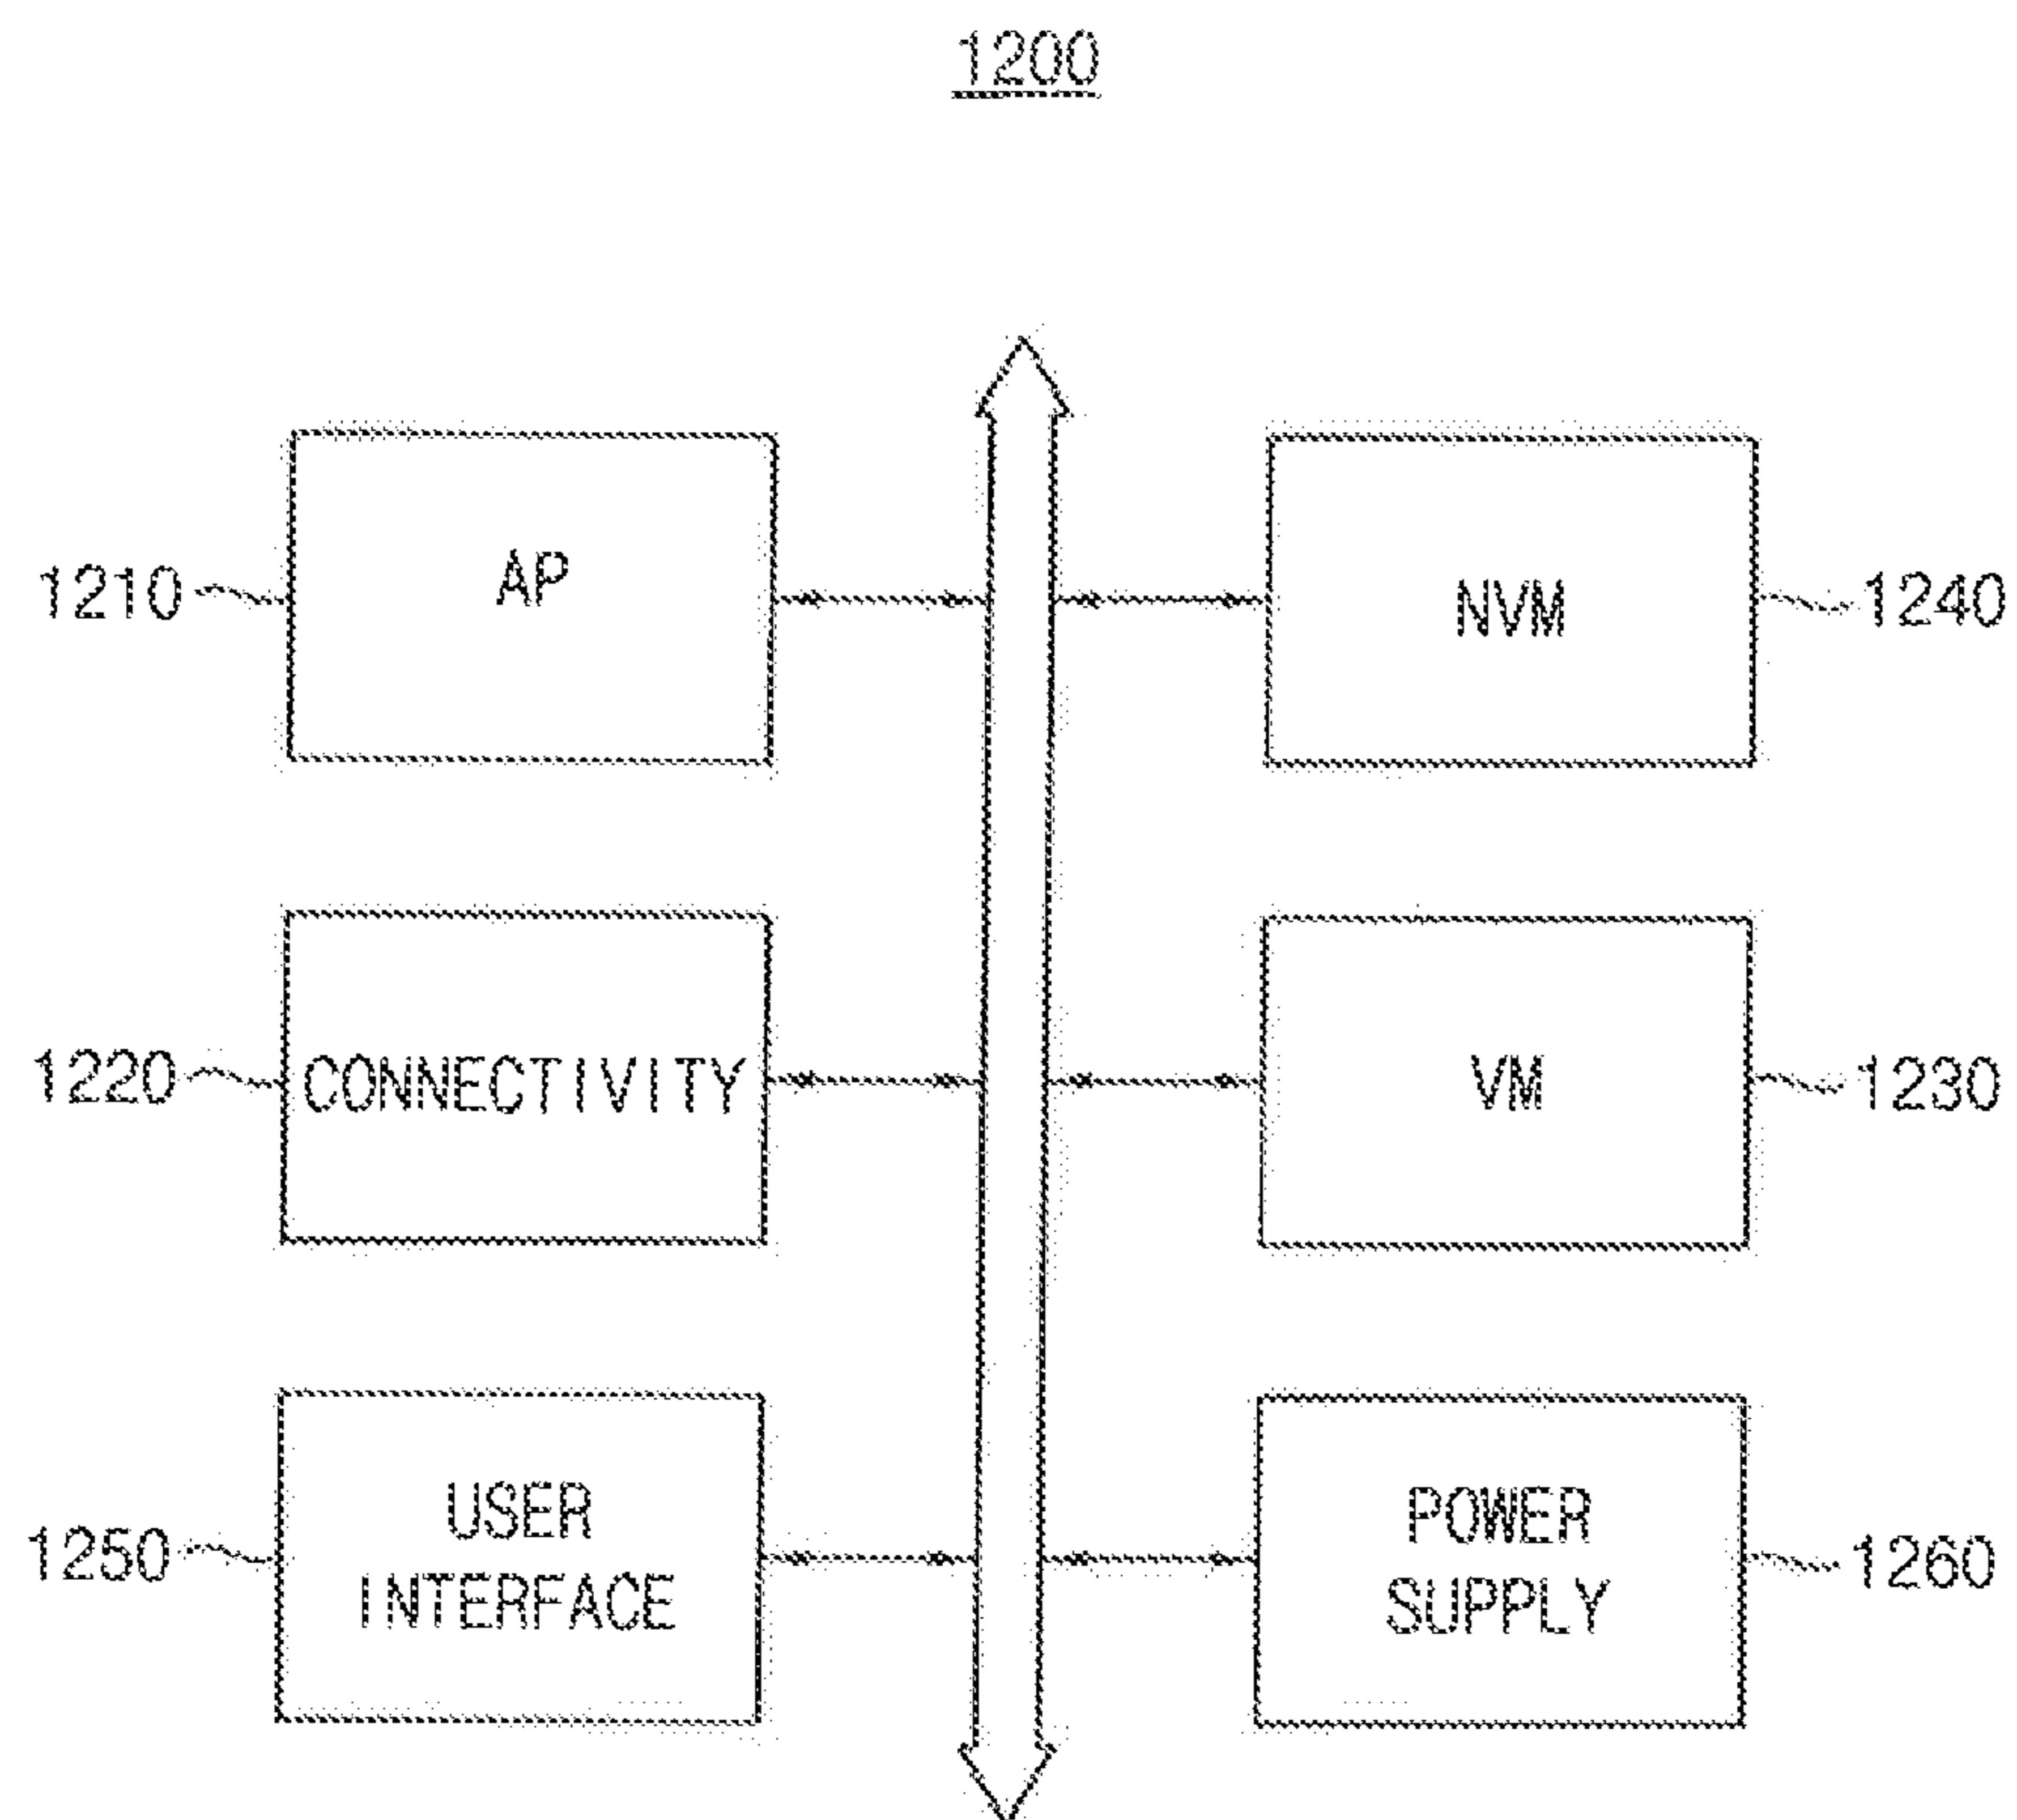 1200
1210
AP
NVM
1240
1220
CONNECTIVITY
VM
1230
1250
USER
INTERFACE
POWER
SUPPLY
1260